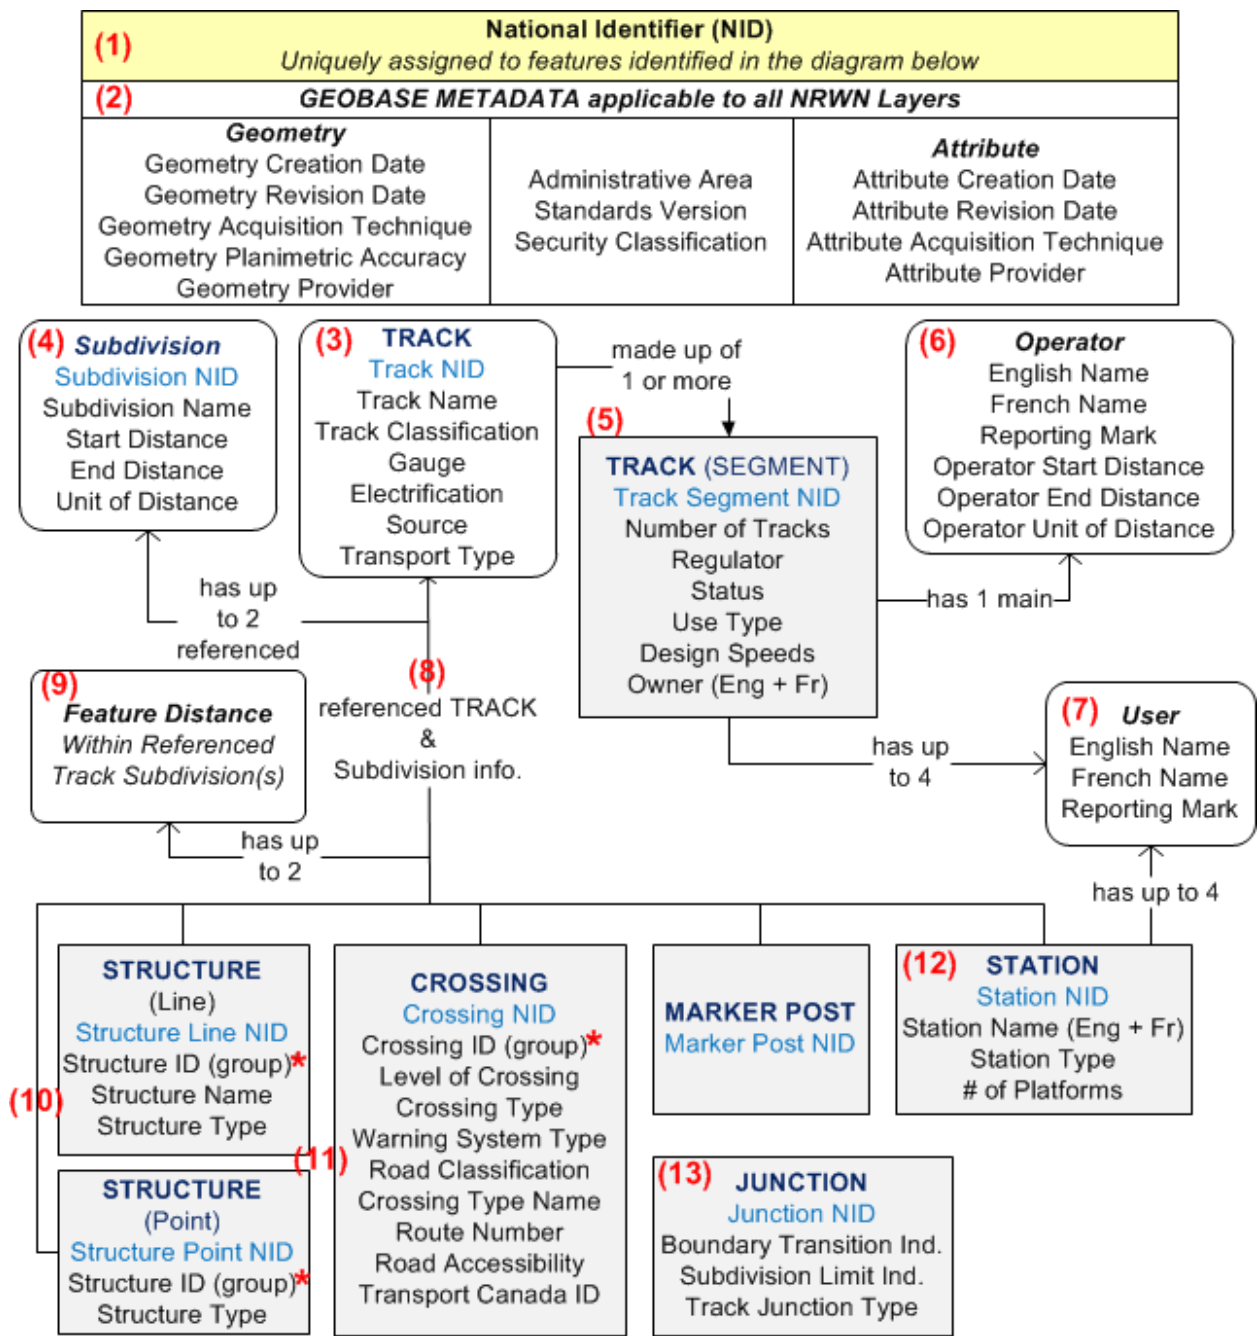 (1)
National Identifier (NID)
Uniquely assigned to features identified in the diagram below
(2)
GEOBASE METADATA applicable to all NRWN Layers
Geometry
Geometry Creation Date
Geometry Revision Date
Geometry Acquisition Technique
Geometry Planimetric Accuracy
Geometry Provider
Administrative Area
Standards Version
Security Classification
Attribute
Attribute Creation Date
Attribute Revision Date
Attribute Acquisition Technique
Attribute Provider
(4)
Subdivision
Subdivision NID
Subdivision Name
Start Distance
End Distance
Unit of Distance
(3)
TRACK
Track NID
Track Name
Track Classification
Gauge
Electrification
Source
Transport Type
made up of
1 or more
(5)
TRACK (SEGMENT)
Track Segment NID
Number of Tracks
Regulator
Status
Use Type
Design Speeds
Owner (Eng + Fr)
(6)
Operator
English Name
French Name
Reporting Mark
Operator Start Distance
Operator End Distance
Operator Unit of Distance
has 1 main
has up
to 2
referenced
(8)
referenced TRACK
&
Subdivision info.
(9)
Feature Distance
Within Referenced
Track Subdivision(s)
has up
to 2
has up
to 4
(7)
User
English Name
French Name
Reporting Mark
has up to 4
(10)
STRUCTURE
(Line)
Structure Line NID
Structure ID (group)*
Structure Name
Structure Type
STRUCTURE
(Point)
Structure Point NID
Structure ID (group)*
Structure Type
(11)
CROSSING
Crossing NID
Crossing ID (group)*
Level of Crossing
Crossing Type
Warning System Type
Road Classification
Crossing Type Name
Route Number
Road Accessibility
Transport Canada ID
MARKER POST
Marker Post NID
(12)
STATION
Station NID
Station Name (Eng + Fr)
Station Type
# of Platforms
(13)
JUNCTION
Junction NID
Boundary Transition Ind.
Subdivision Limit Ind.
Track Junction Type